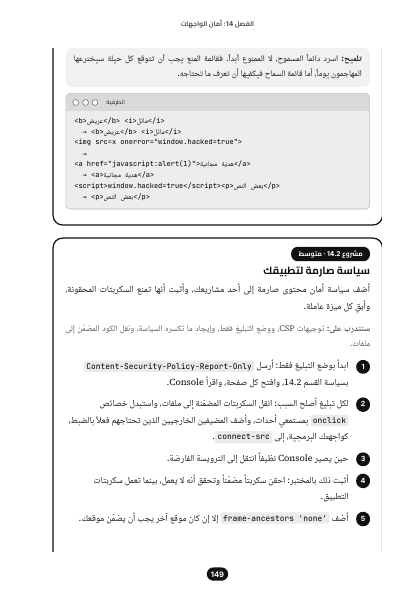 الفصل 14: أمان الواجهات
تلميح: اسرد دائماً المسموح، لا الممنوع أبداً. فقائمة المنع يجب أن تتوقع كل حيلة سيخترعها
المهاجمون يوماً، أما قائمة السماح فيكفيها أن تعرف ما تحتاجه.
الطرفية
<b>عريض</b> <i>مائل</i>
→ <b>عريض</b> <i>مائل</i>
<img src=x onerror="window.hacked=true">
→
<a href="javascript:alert(1)">هدية مجانية</a>
→ <a>هدية مجانية</a>
<script>window.hacked=true</script><p>بعض النص</p>
→ <p>بعض النص</p>
مشروع 14.2 · متوسط
سياسة صارمة لتطبيقك
أضف سياسة أمان محتوى صارمة إلى أحد مشاريعك، وأثبت أنها تمنع السكربتات المحقونة،
وأبقِ كل ميزة عاملة.
ستتدرب على: توجيهات CSP، ووضع التبليغ فقط، وإيجاد ما تكسره السياسة، ونقل الكود المضمّن إلى
ملفات.
1 ابدأ بوضع التبليغ فقط: أرسل Content-Security-Policy-Report-Only
بسياسة القسم 14.2، وافتح كل صفحة، واقرأ Console.
2 لكل تبليغ أصلح السبب: انقل السكربتات المضمّنة إلى ملفات، واستبدل خصائص
onclick بمستمعي أحداث، وأضف المضيفين الخارجيين الذين تحتاجهم فعلاً بالضبط،
كواجهتك البرمجية، إلى connect-src .
3 حين يصير Console نظيفاً انتقل إلى الترويسة الفارضة.
4 أثبت ذلك بالمختبر: احقن سكربتاً مضمّناً وتحقق أنه لا يعمل، بينما تعمل سكربتات
التطبيق.
5 أضف frame-ancestors 'none' إلا إن كان موقع آخر يجب أن يضمّن موقعك.
149